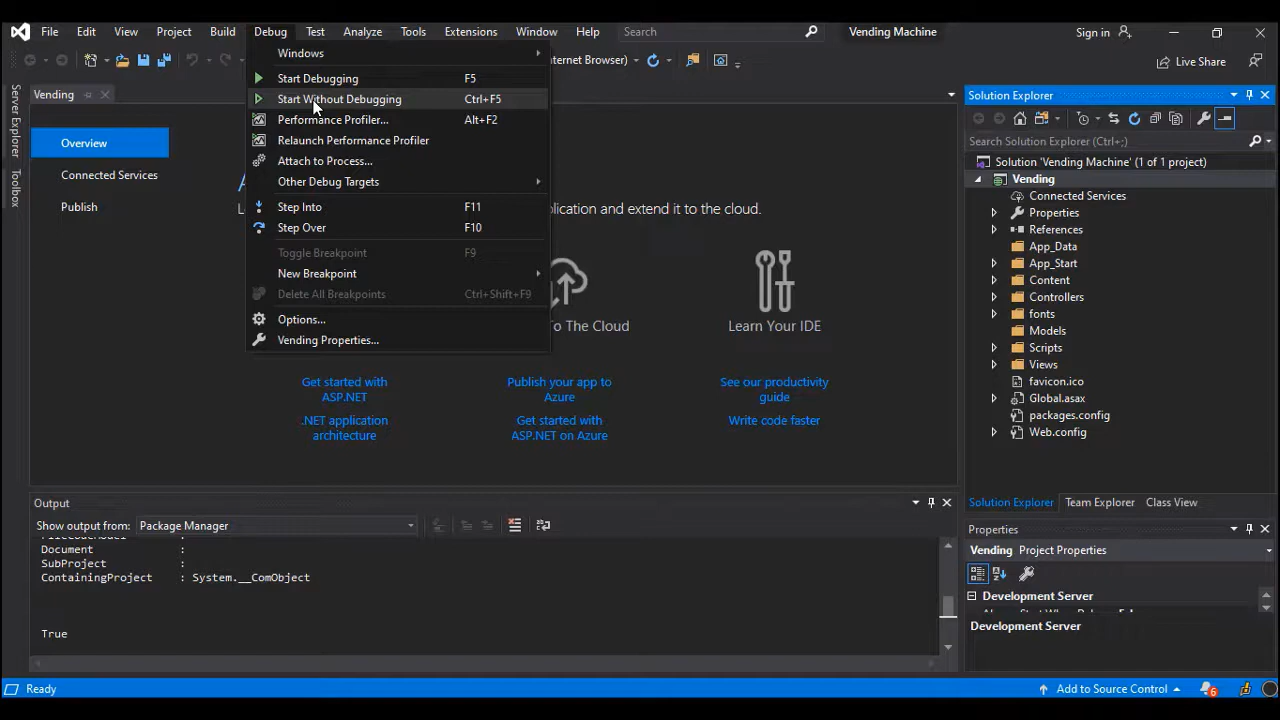 File Edit View Project Build Debug Test Analyze Tools Extensions Window Help Search Vending Machine Sign in
Internet Browser)
Live Share
Windows
Start Debugging F5
Start Without Debugging Ctrl+F5
Performance Profiler... Alt+F2
Relaunch Performance Profiler
Attach to Process...
Other Debug Targets
Step Into F11
Step Over F10
Toggle Breakpoint F9
New Breakpoint
Delete All Breakpoints Ctrl+Shift+F9
Options...
Vending Properties...
Server Explorer
Toolbox
Vending
Overview
Connected Services
Publish
and extend it to the cloud.
To The Cloud
Learn Your IDE
Get started with
ASP.NET
.NET application
architecture
Publish your app to
Azure
Get started with
ASP.NET on Azure
See our productivity
guide
Write code faster
Output
Show output from: Package Manager
Document :
SubProject :
ContainingProject : System.__ComObject
True
Solution Explorer
Search Solution Explorer (Ctrl+;)
Solution 'Vending Machine' (1 of 1 project)
Vending
Connected Services
Properties
References
App_Data
App_Start
Content
Controllers
fonts
Models
Scripts
Views
favicon.ico
Global.asax
packages.config
Web.config
Solution Explorer Team Explorer Class View
Properties
Vending Project Properties
Development Server
Development Server
Ready
Add to Source Control
6